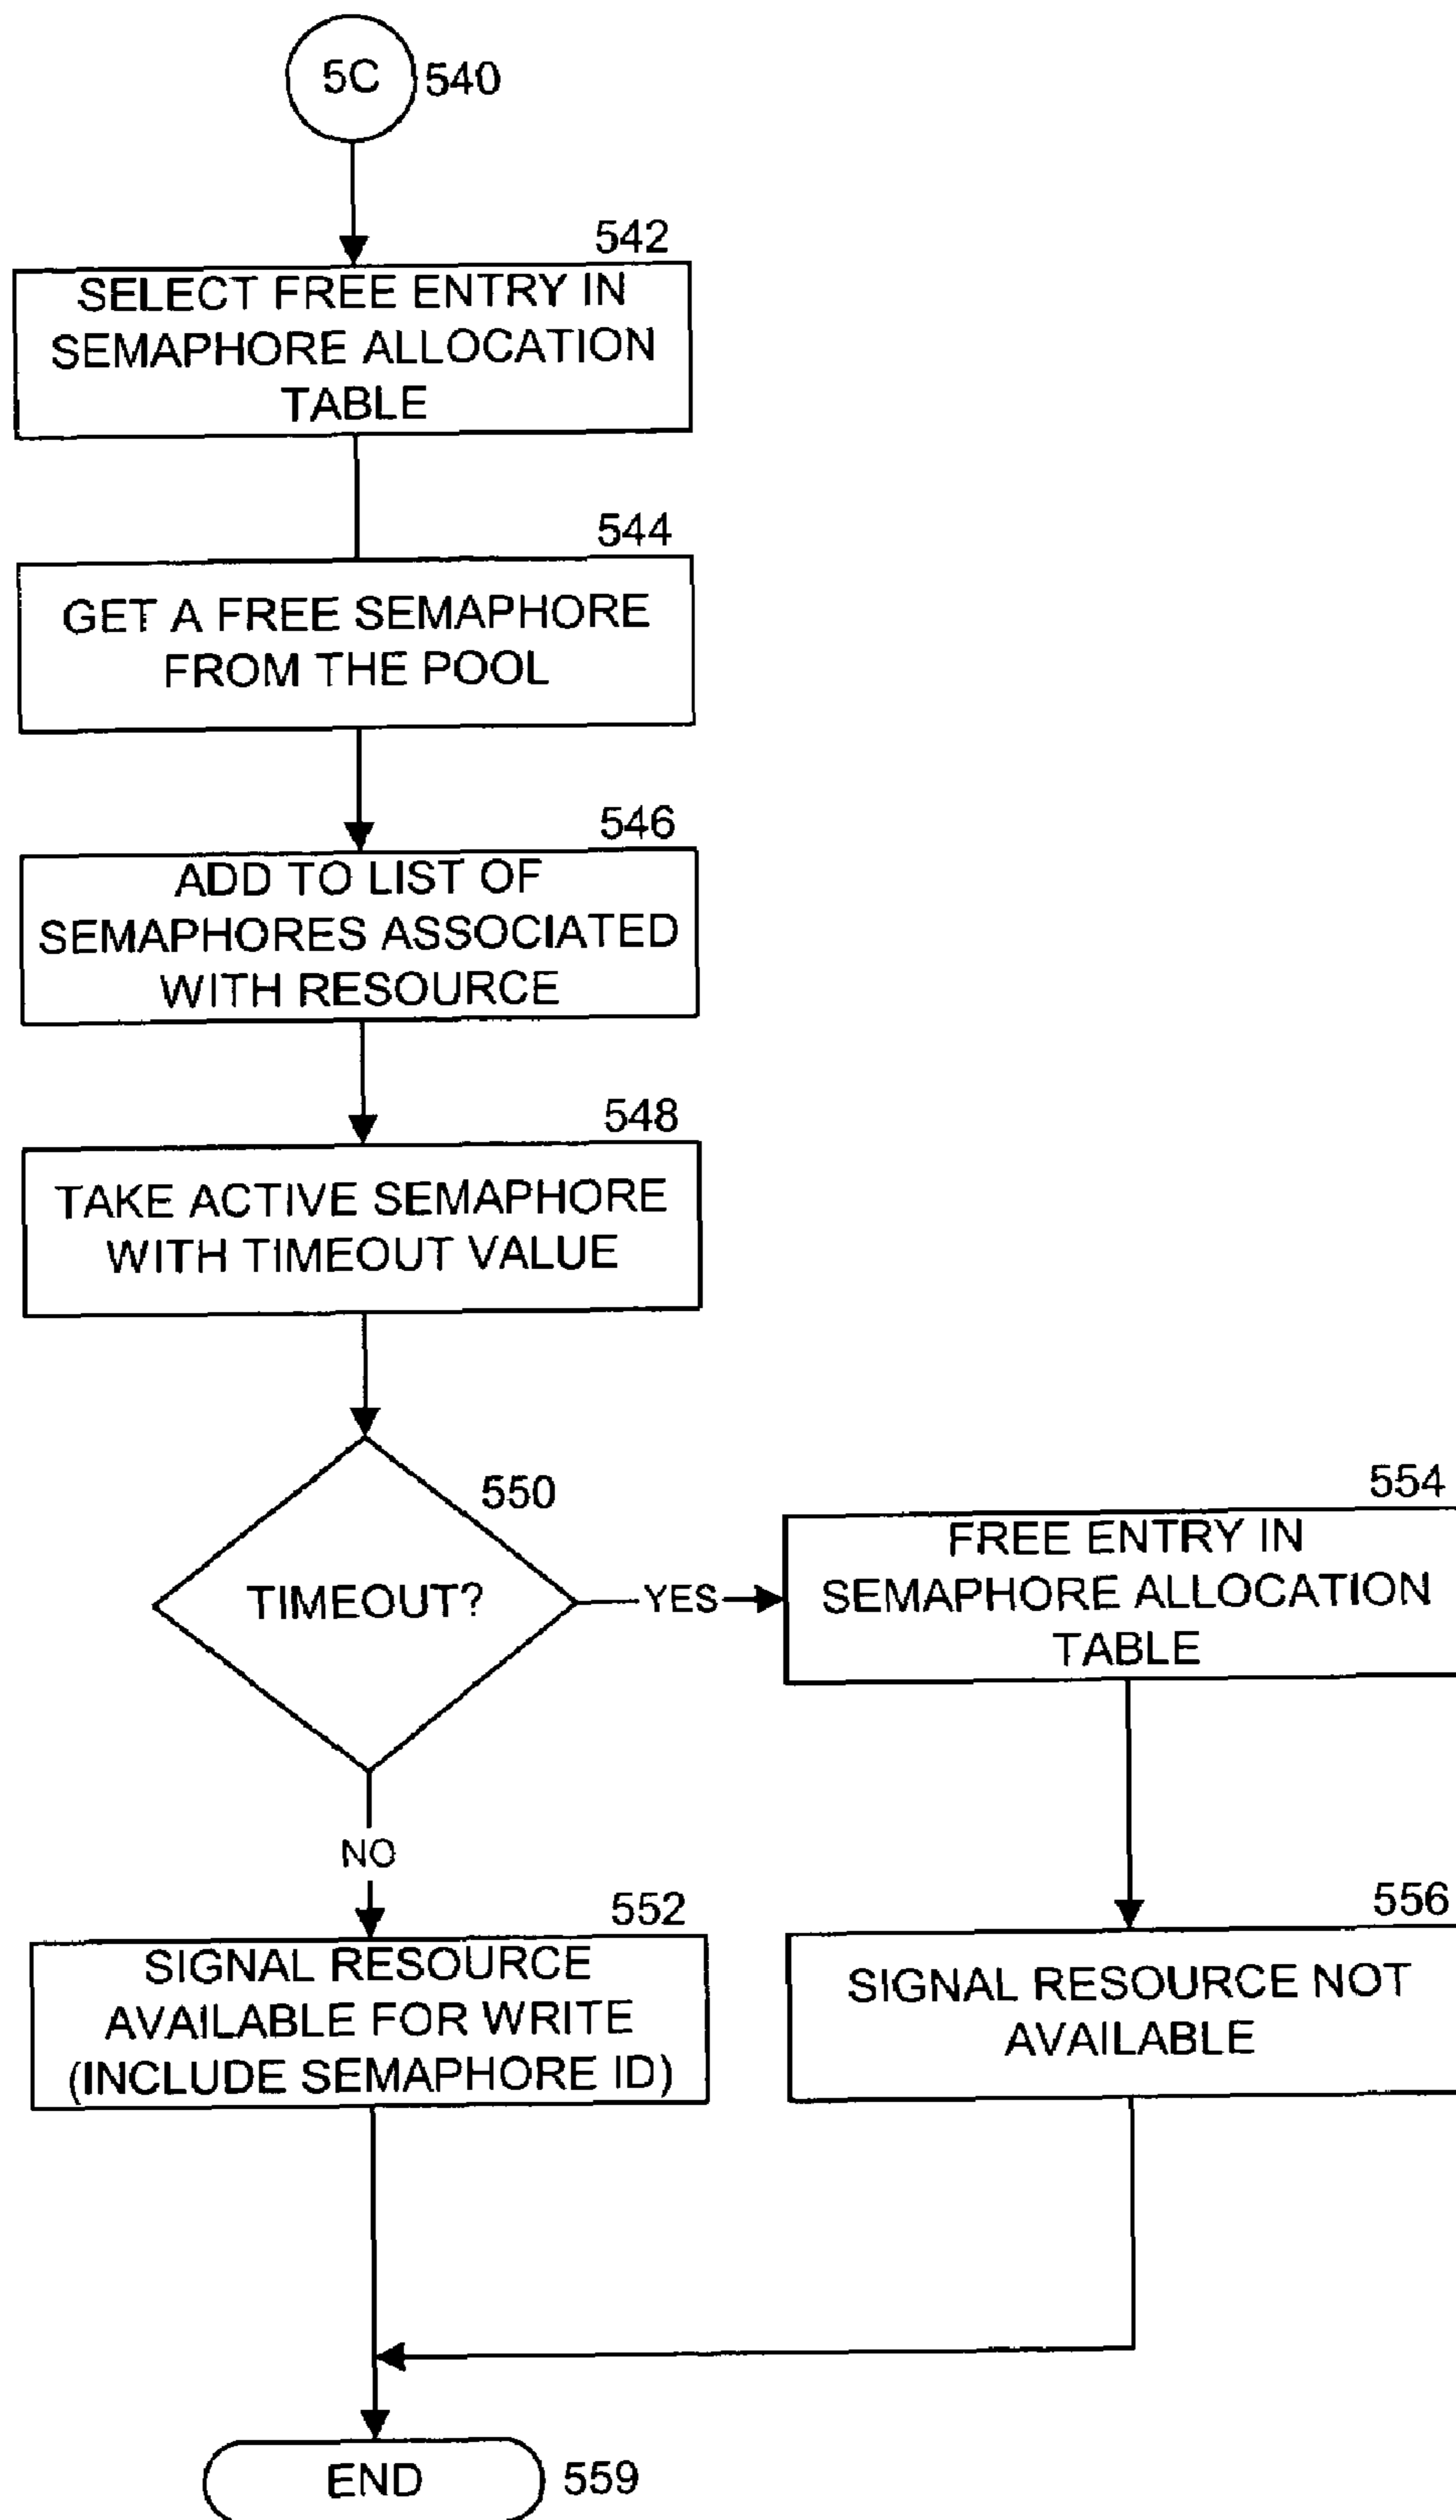 5C 540
542
SELECT FREE ENTRY IN
SEMAPHORE ALLOCATION
TABLE
544
GET A FREE SEMAPHORE
FROM THE POOL
546
ADD TO LIST OF
SEMAPHORES ASSOCIATED
WITH RESOURCE
548
TAKE ACTIVE SEMAPHORE
WITH TIMEOUT VALUE
550
TIMEOUT?
YES
554
FREE ENTRY IN
SEMAPHORE ALLOCATION
TABLE
NO
552
SIGNAL RESOURCE
AVAILABLE FOR WRITE
(INCLUDE SEMAPHORE ID)
556
SIGNAL RESOURCE NOT
AVAILABLE
END 559